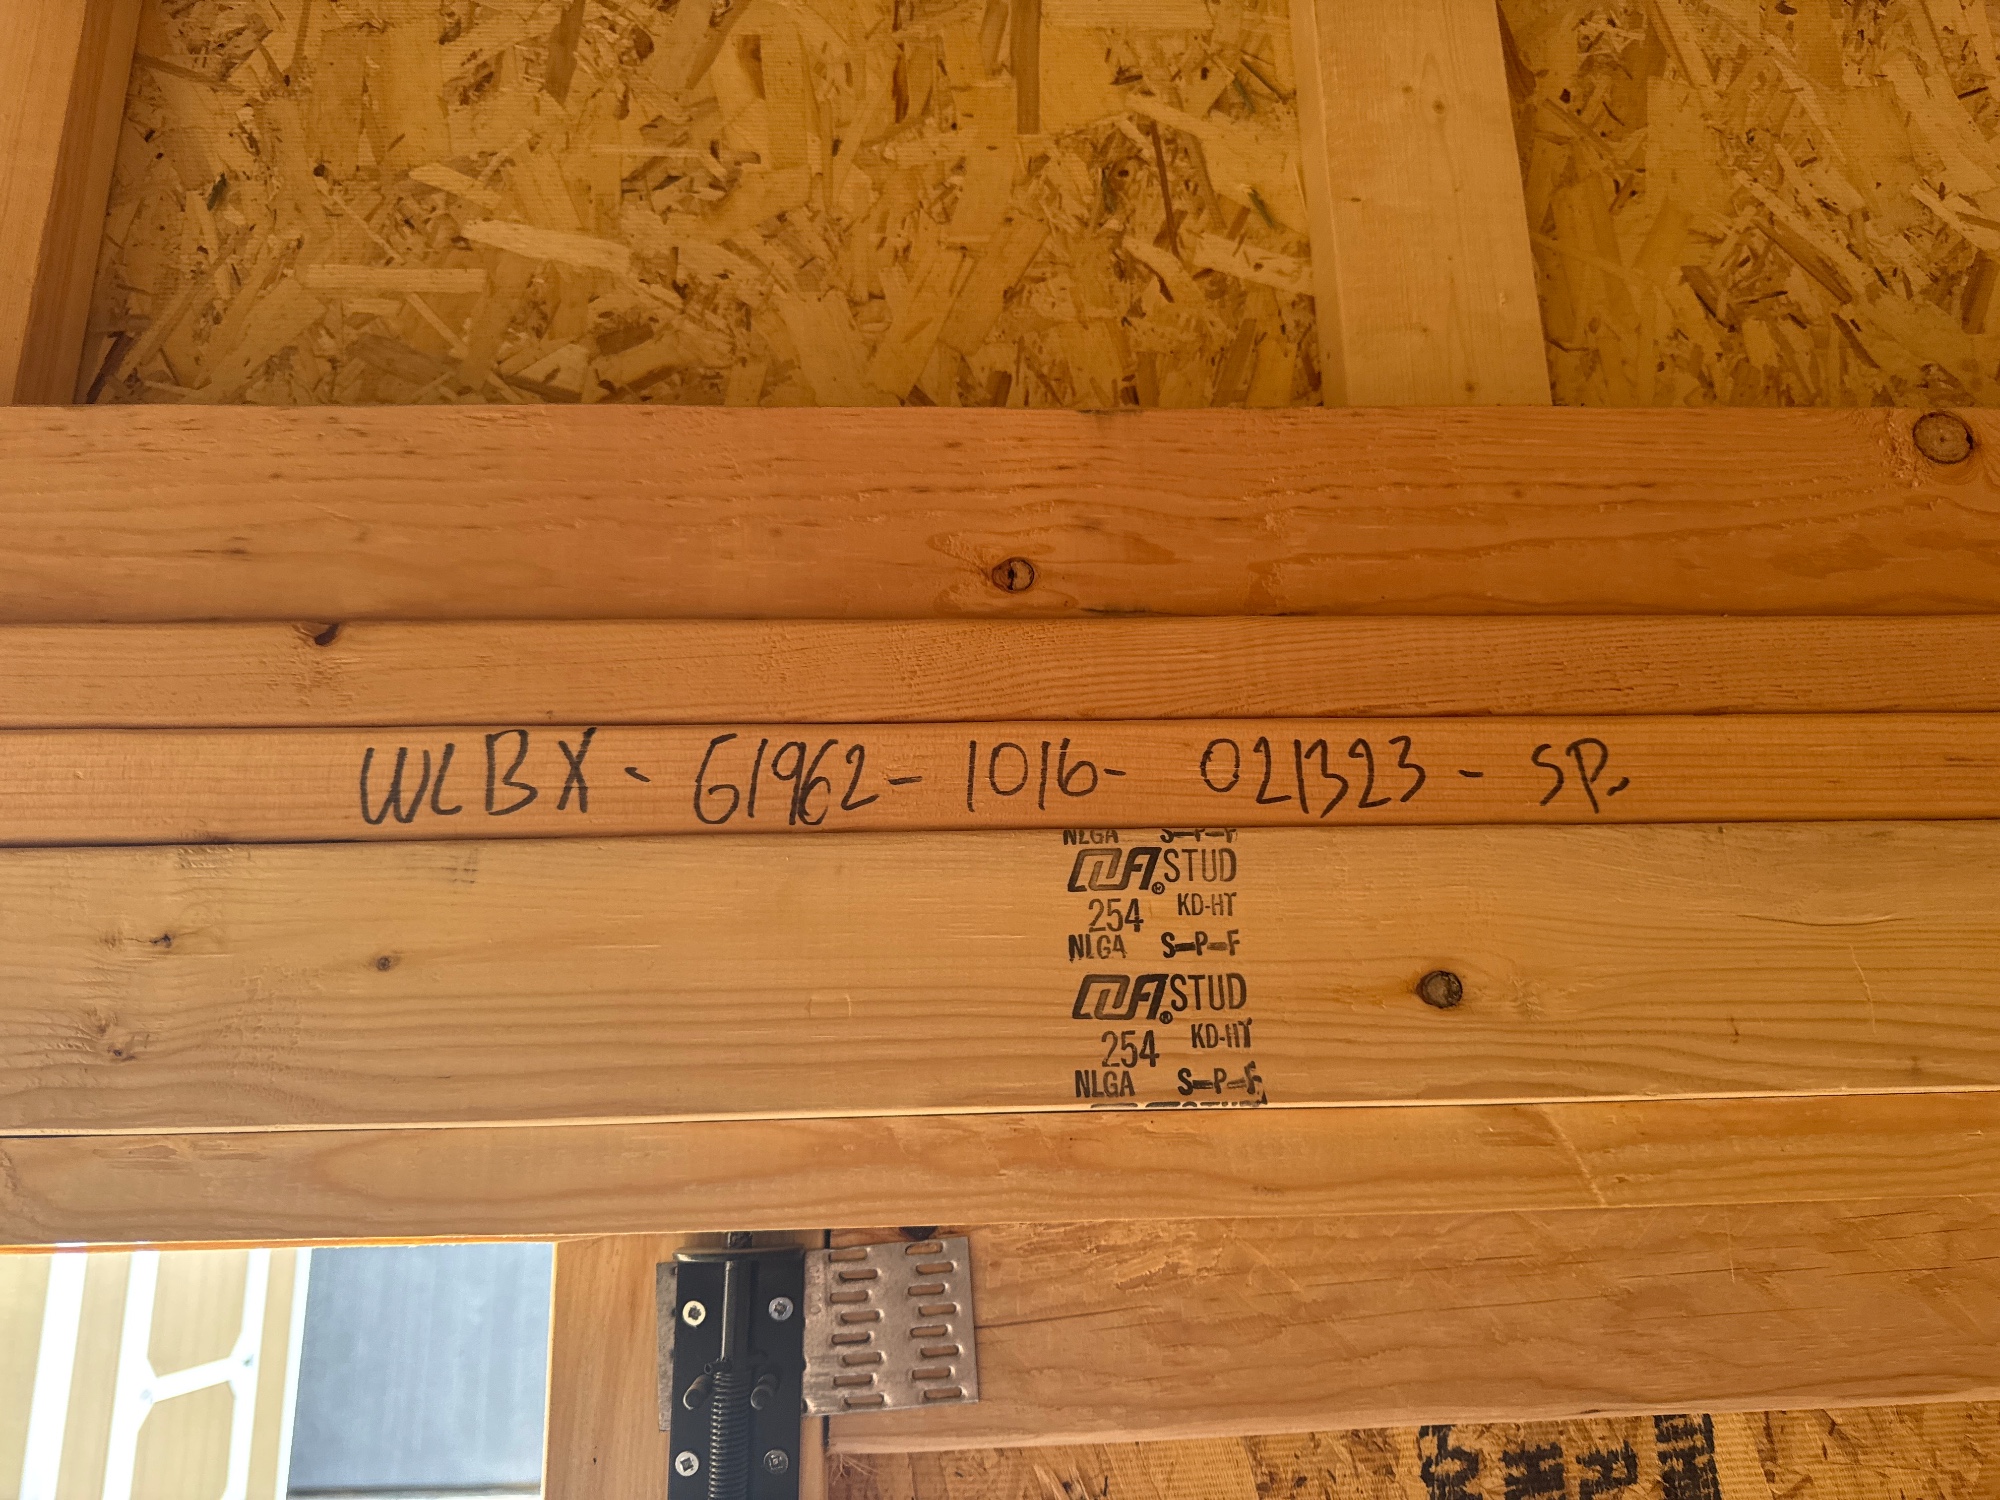 WLBX - 61962 - 1016 - 021323 - SP.
NLGA S-P-F
STUD
254 KD-HT
NLGA S-P-F
STUD
254 KD-HT
NLGA S-P-F